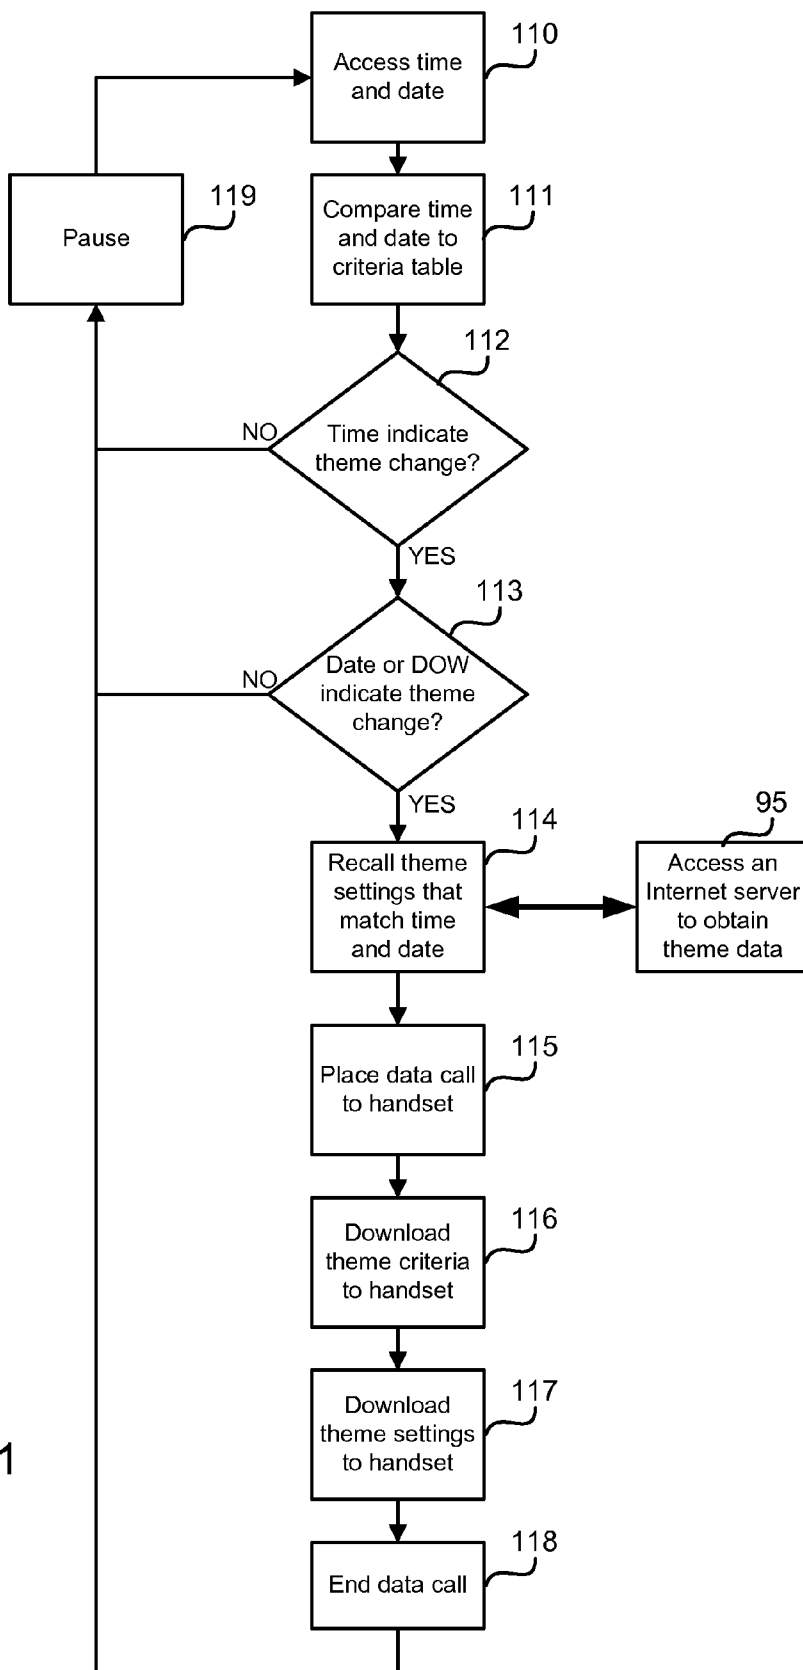 110
Access time
and date
119
Pause
111
Compare time
and date to
criteria table
112
NO
Time indicate
theme change?
YES
113
NO
Date or DOW
indicate theme
change?
YES
114
Recall theme
settings that
match time
and date
95
Access an
Internet server
to obtain
theme data
115
Place data call
to handset
116
Download
theme criteria
to handset
117
Download
theme settings
to handset
1
118
End data call